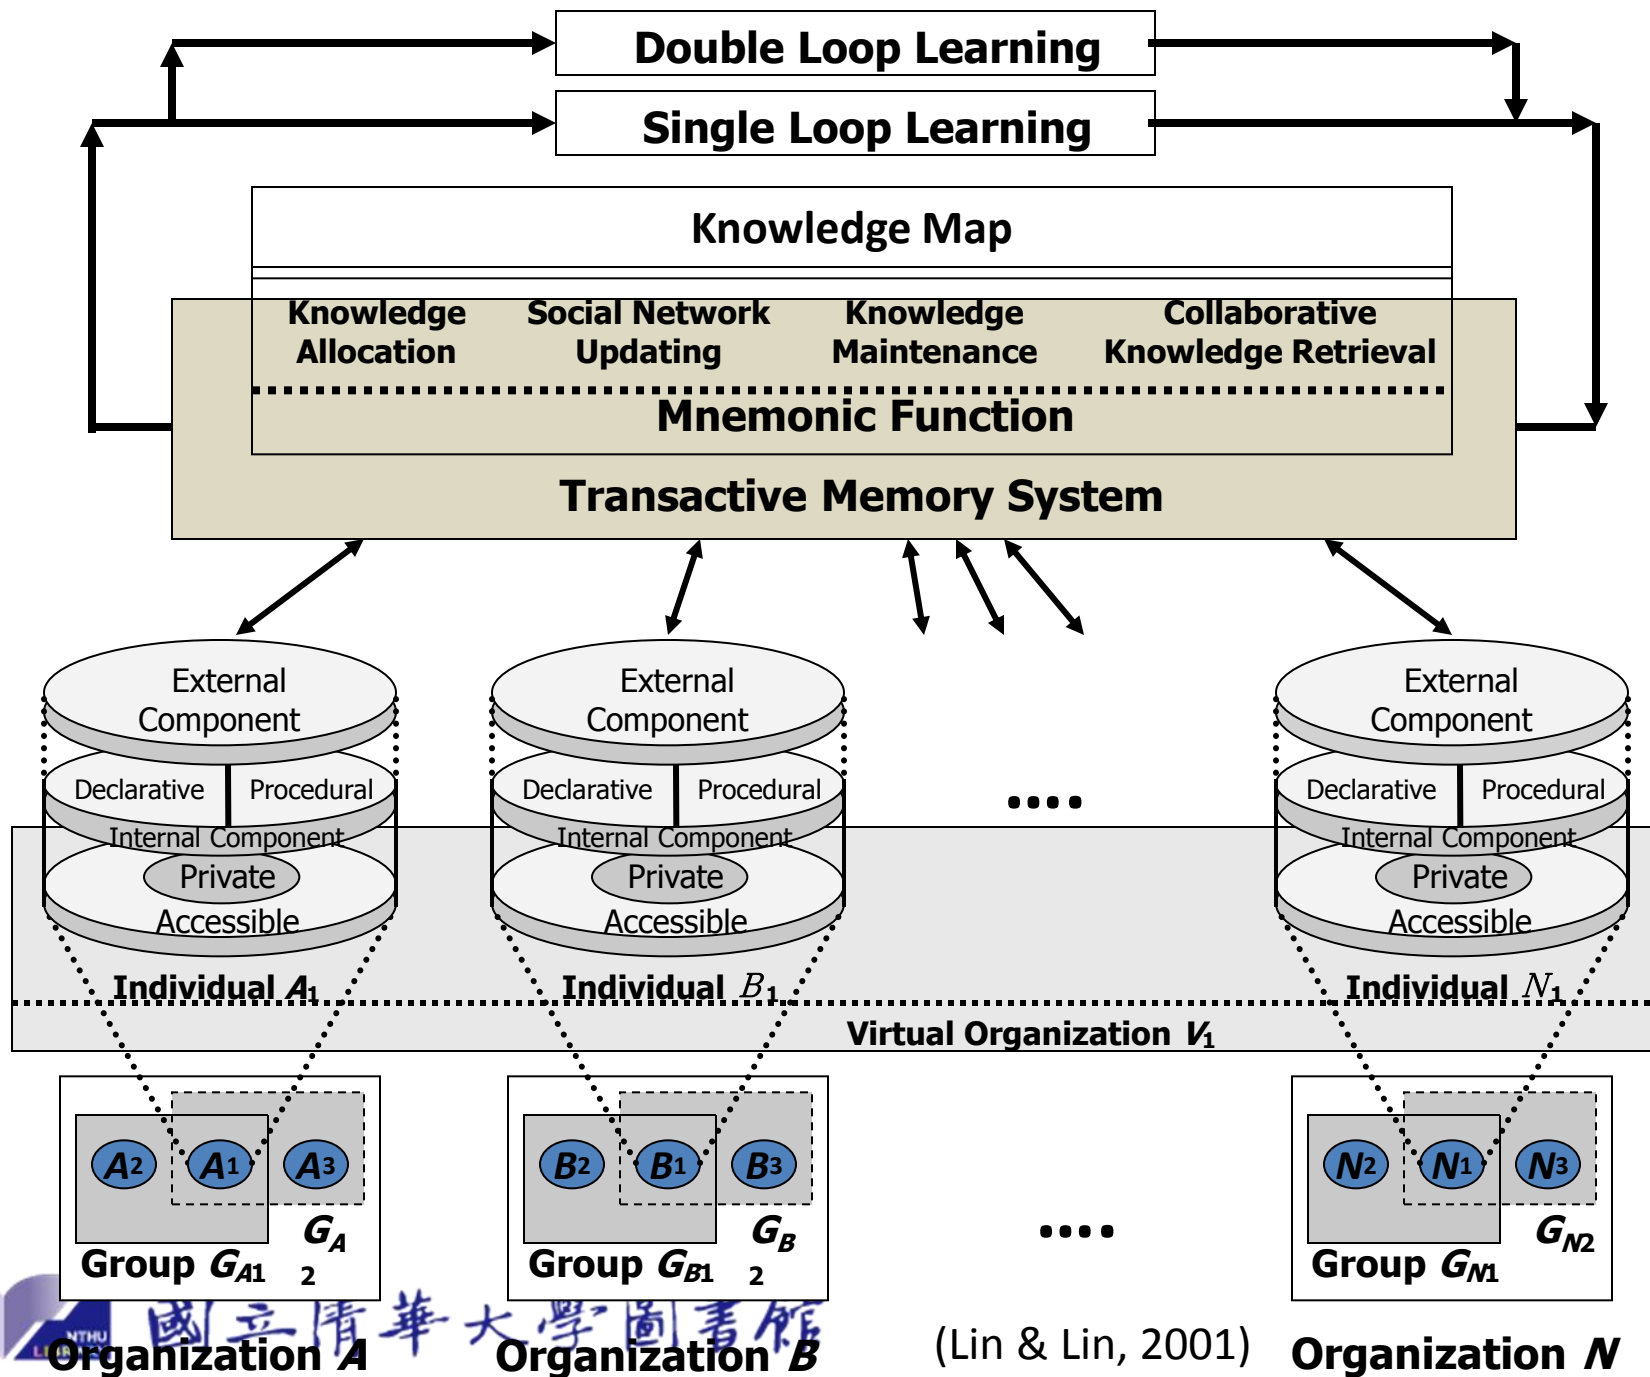 Double Loop Learning
Single Loop Learning
Knowledge Map
Knowledge Allocation
Social Network Updating
Knowledge Maintenance
Collaborative Knowledge Retrieval
Mnemonic Function
Transactive Memory System
External Component
Declarative Procedural
Internal Component
Private
Accessible
Individual A1
External Component
Declarative Procedural
Internal Component
Private
Accessible
Individual B1
....
External Component
Declarative Procedural
Internal Component
Private
Accessible
Individual N1
Virtual Organization V1
A2 A1 A3
GA2
Group GA1
B2 B1 B3
GB2
Group GB1
....
N2 N1 N3
GN2
Group GN1
NTHU
LIBRARY
國立清華大學圖書館
Organization A
Organization B
(Lin & Lin, 2001)
Organization N